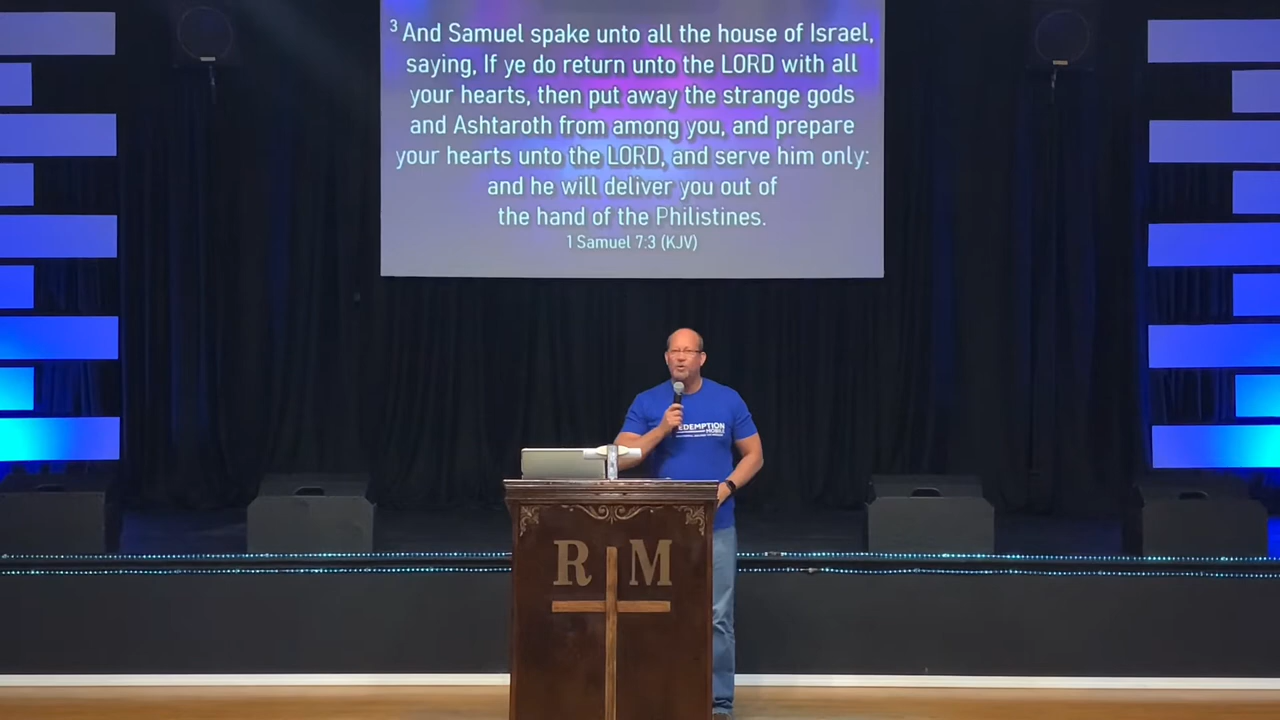 3 And Samuel spake unto all the house of Israel,
saying, If ye do return unto the LORD with all
your hearts, then put away the strange gods
and Ashtaroth from among you, and prepare
your hearts unto the LORD, and serve him only:
and he will deliver you out of
the hand of the Philistines.
1 Samuel 7:3 (KJV)
EDEMPTION
MOBILE
R M